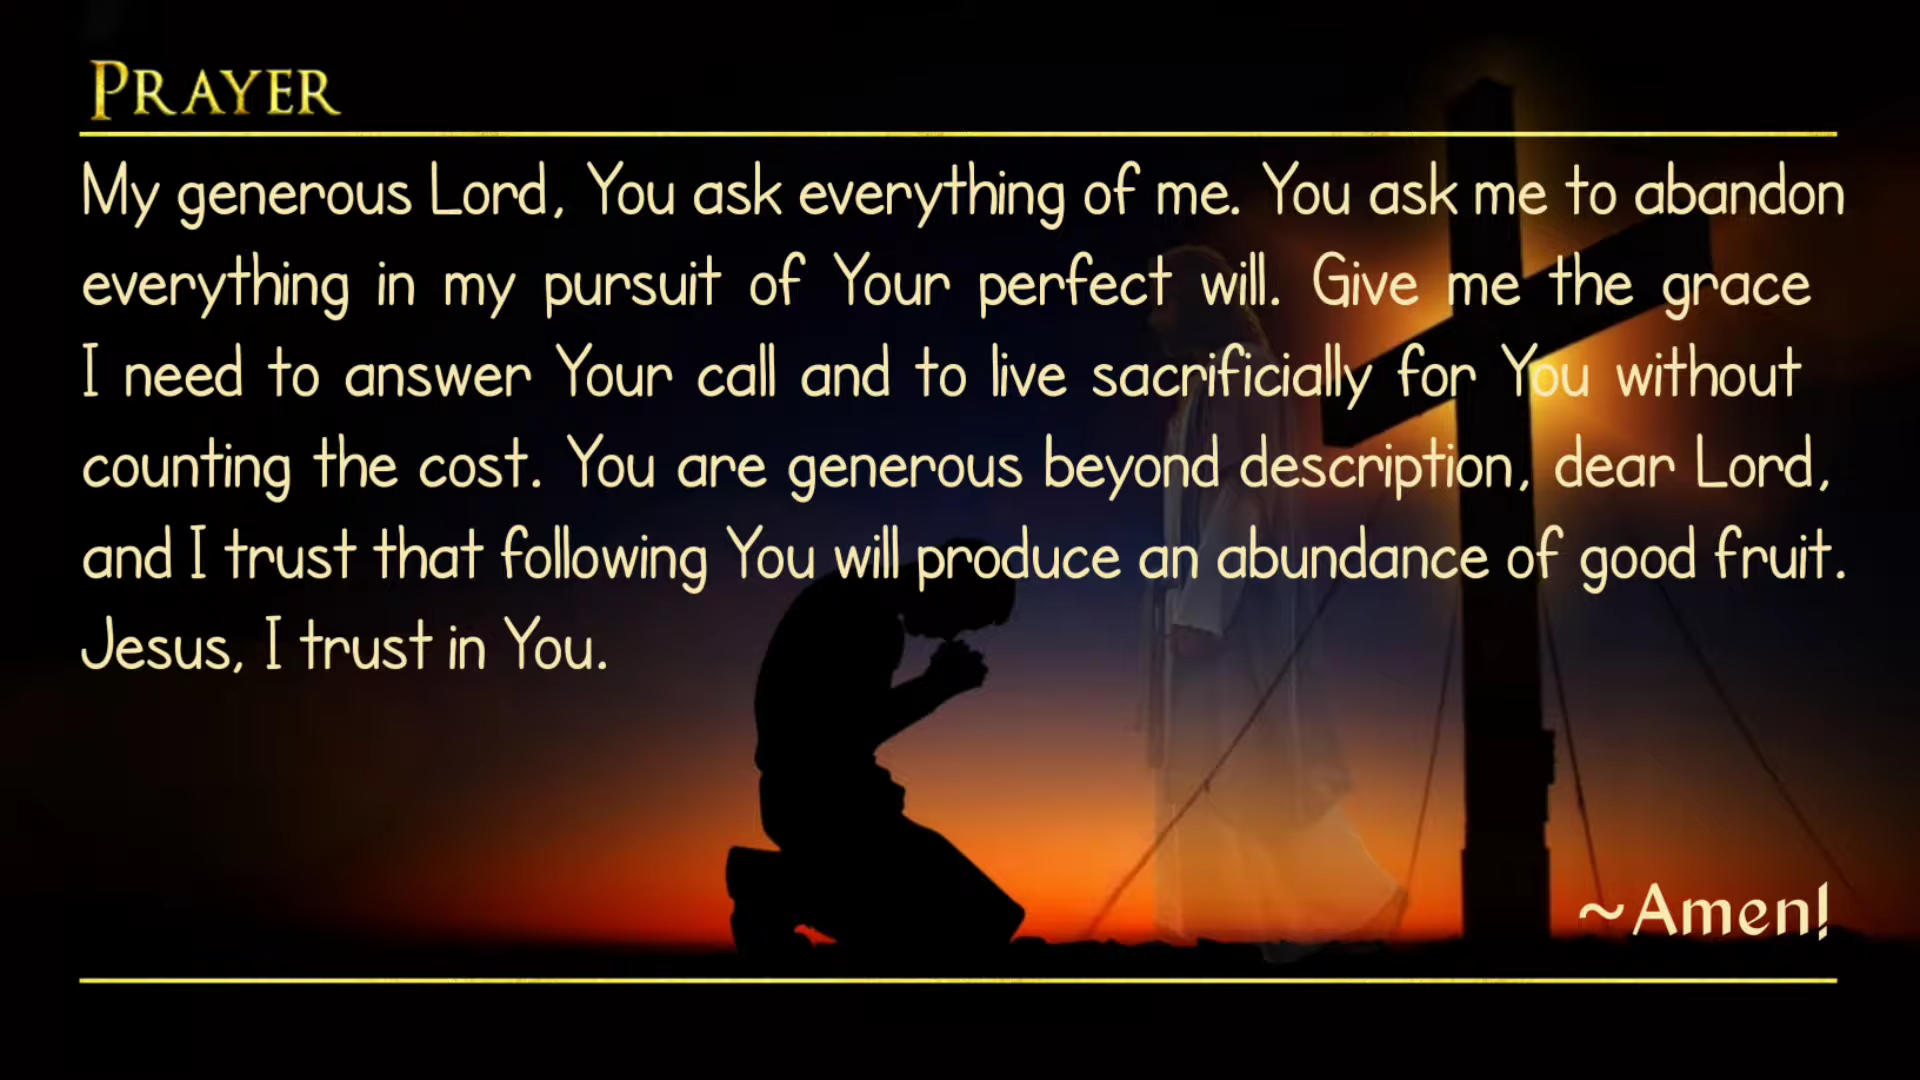 PRAYER
My generous Lord, You ask everything of me. You ask me to abandon
everything in my pursuit of Your perfect will. Give me the grace
I need to answer Your call and to live sacrificially for You without
counting the cost. You are generous beyond description, dear Lord,
and I trust that following You will produce an abundance of good fruit.
Jesus, I trust in You.
~Amen!